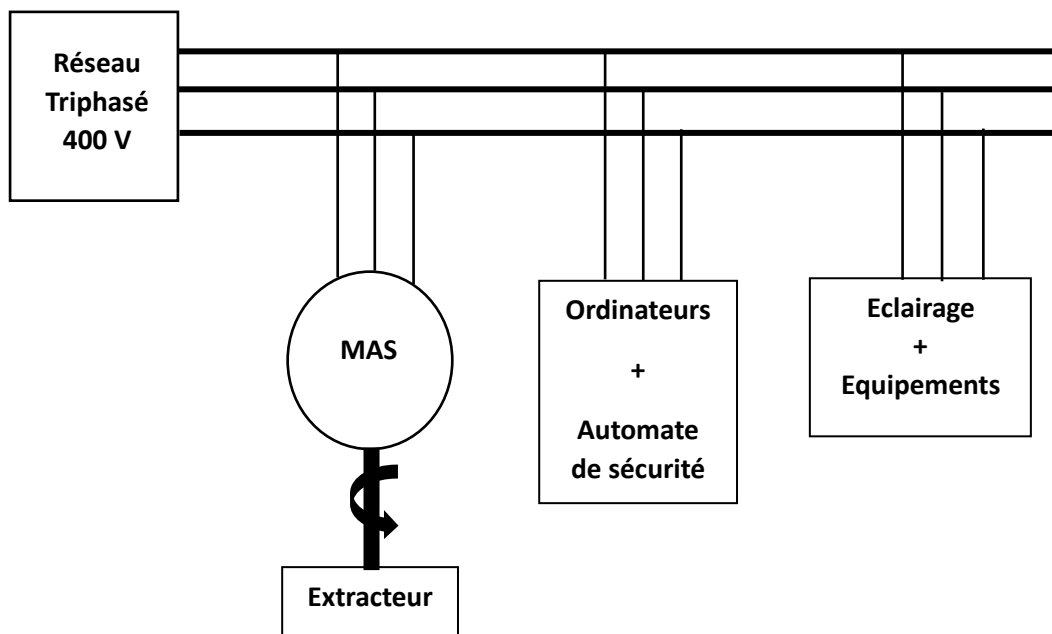 Réseau
Triphasé
400 V
MAS
Ordinateurs
+
Automate
de sécurité
Eclairage
+
Equipements
Extracteur